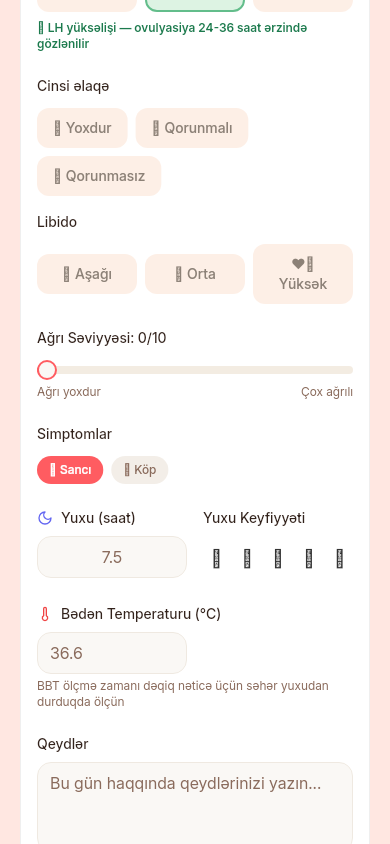 LH yüksəlişi — ovulyasiya 24-36 saat ərzində
gözlənilir
Cinsi əlaqə
Yoxdur
Qorunmalı
Qorunmasız
Libido
Aşağı
Orta
Yüksək
Ağrı Səviyyəsi: 0/10
Ağrı yoxdur
Çox ağrılı
Simptomlar
Sancı
Köp
Yuxu (saat)
Yuxu Keyfiyyəti
7.5
Bədən Temperaturu (°C)
36.6
BBT ölçmə zamanı dəqiq nəticə üçün səhər yuxudan
durduqda ölçün
Qeydlər
Bu gün haqqında qeydlərinizi yazın...